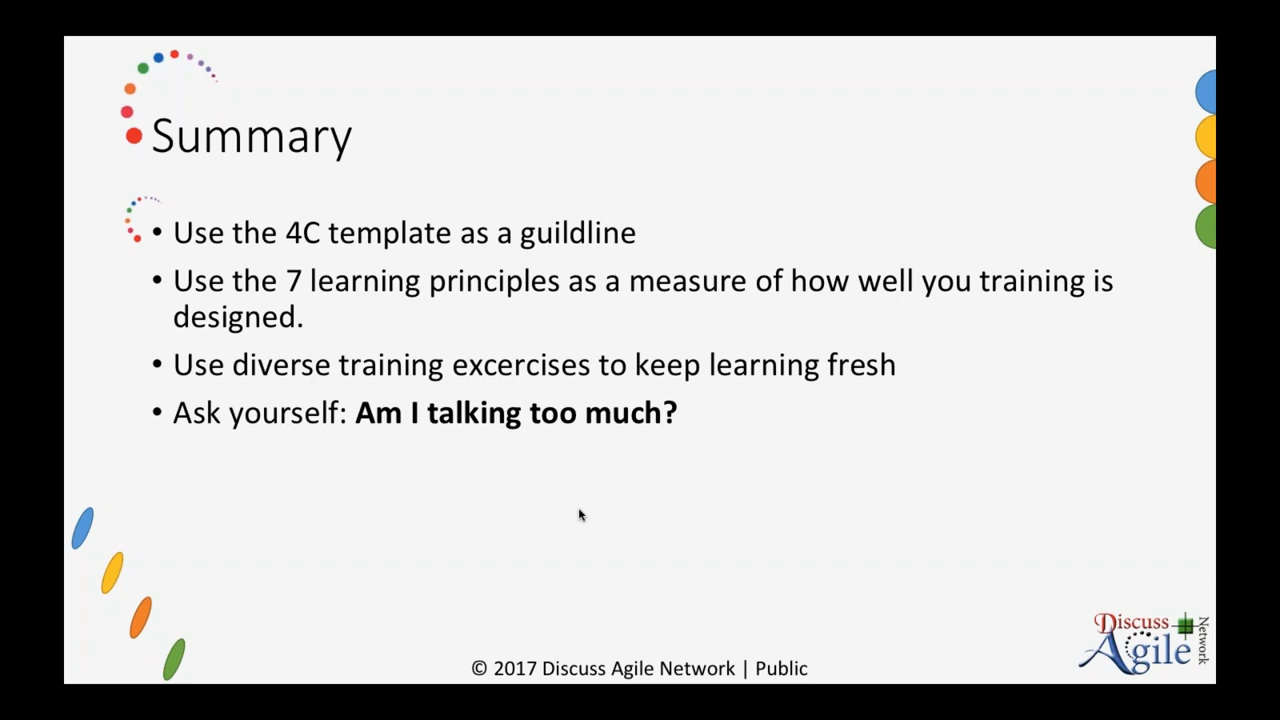 Summary
• Use the 4C template as a guildline
• Use the 7 learning principles as a measure of how well you training is
designed.
• Use diverse training excercises to keep learning fresh
• Ask yourself: Am I talking too much?
© 2017 Discuss Agile Network | Public
Discuss
Agile
Network